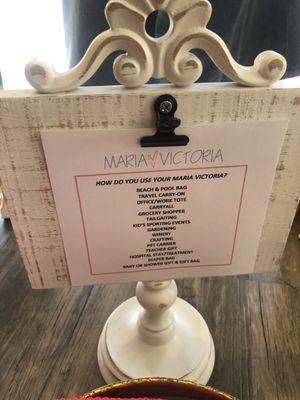 MARIA VICTORIA
HOW DO YOU USE YOUR MARIA VICTORIA?
BEACH & POOL BAG
TRAVEL CARRY-ON
OFFICE/WORK TOTE
CARRYALL
GROCERY SHOPPER
TAILGATING
KID'S SPORTING EVENTS
GARDENING
WINERY
CRAFTING
PET CARRIER
TEACHER GIFT
HOSPITAL STAY/TREATMENT
DIAPER BAG
BABY OR SHOWER GIFT & GIFT BAG